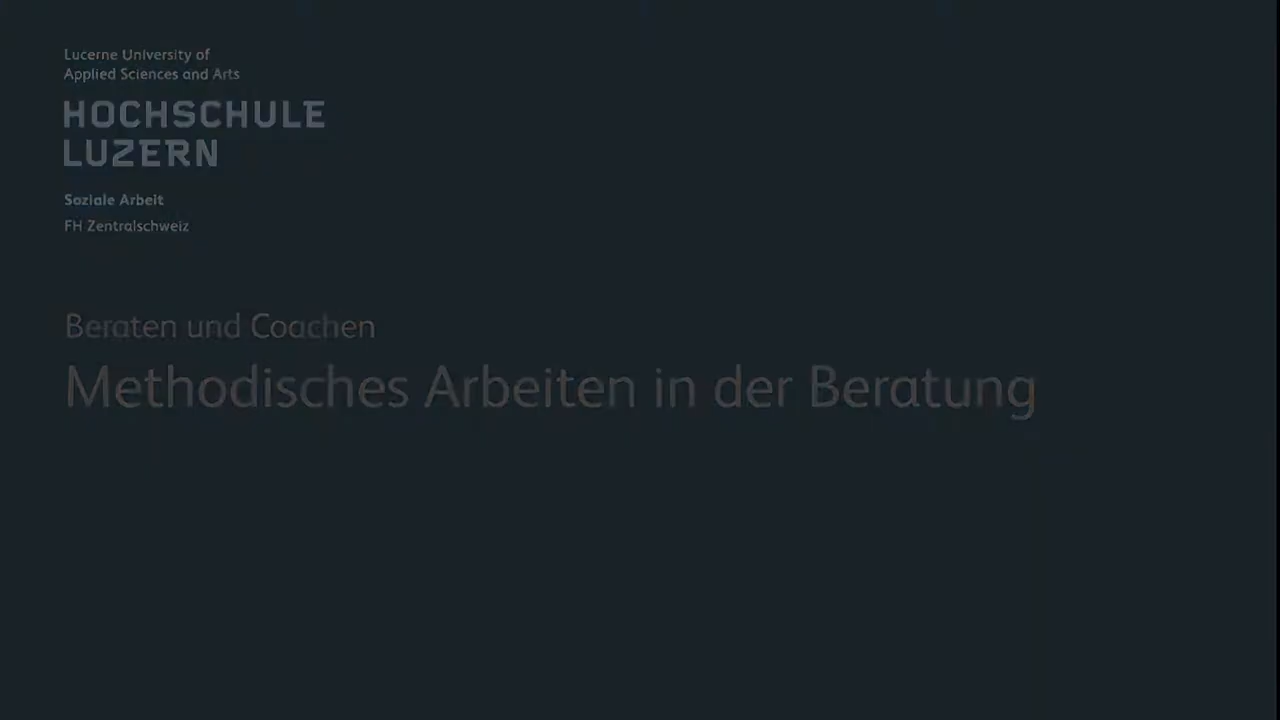 Lucerne University of
Applied Sciences and Arts
HOCHSCHULE
LUZERN
Soziale Arbeit
FH Zentralschweiz
Beraten und Coachen
Methodisches Arbeiten in der Beratung